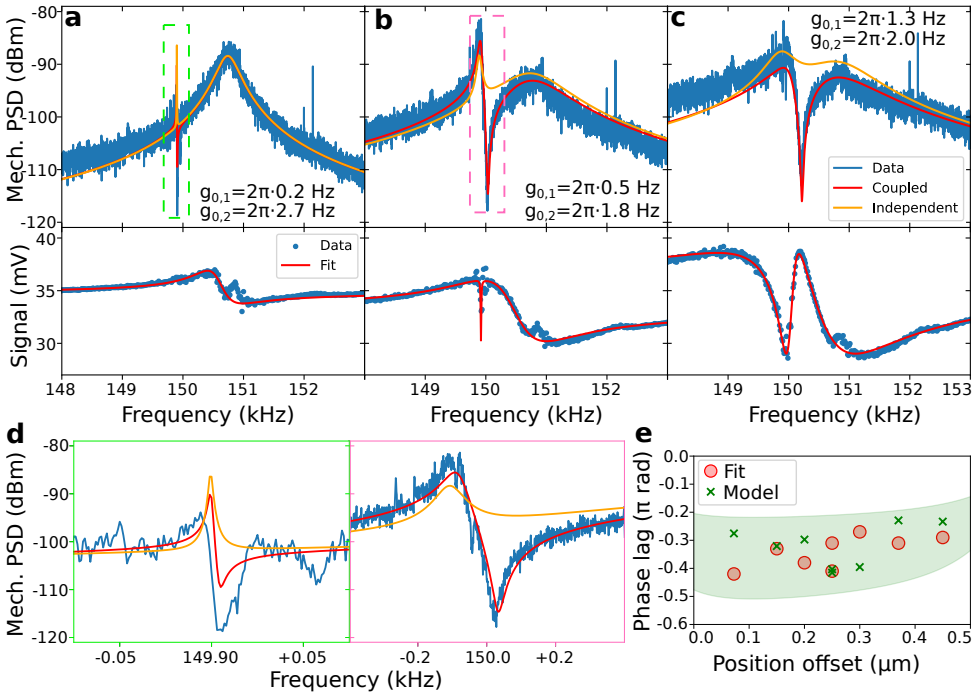 a
b
c
Mech. PSD (dBm)
-80
-90
-100
-110
-120
g0,1=2π·0.2 Hz
g0,2=2π·2.7 Hz
g0,1=2π·0.5 Hz
g0,2=2π·1.8 Hz
g0,1=2π·1.3 Hz
g0,2=2π·2.0 Hz
Data
Coupled
Independent
Signal (mV)
40
35
30
Data
Fit
148 149 150 151 152
149 150 151 152
149 150 151 152 153
Frequency (kHz)
Frequency (kHz)
Frequency (kHz)
d
Mech. PSD (dBm)
-80
-90
-100
-110
-120
-0.05 149.90 +0.05
-0.2 150.0 +0.2
Frequency (kHz)
e
Phase lag (π rad)
0.0
-0.1
-0.2
-0.3
-0.4
-0.5
-0.6
Fit
Model
0.0 0.1 0.2 0.3 0.4 0.5
Position offset (μm)